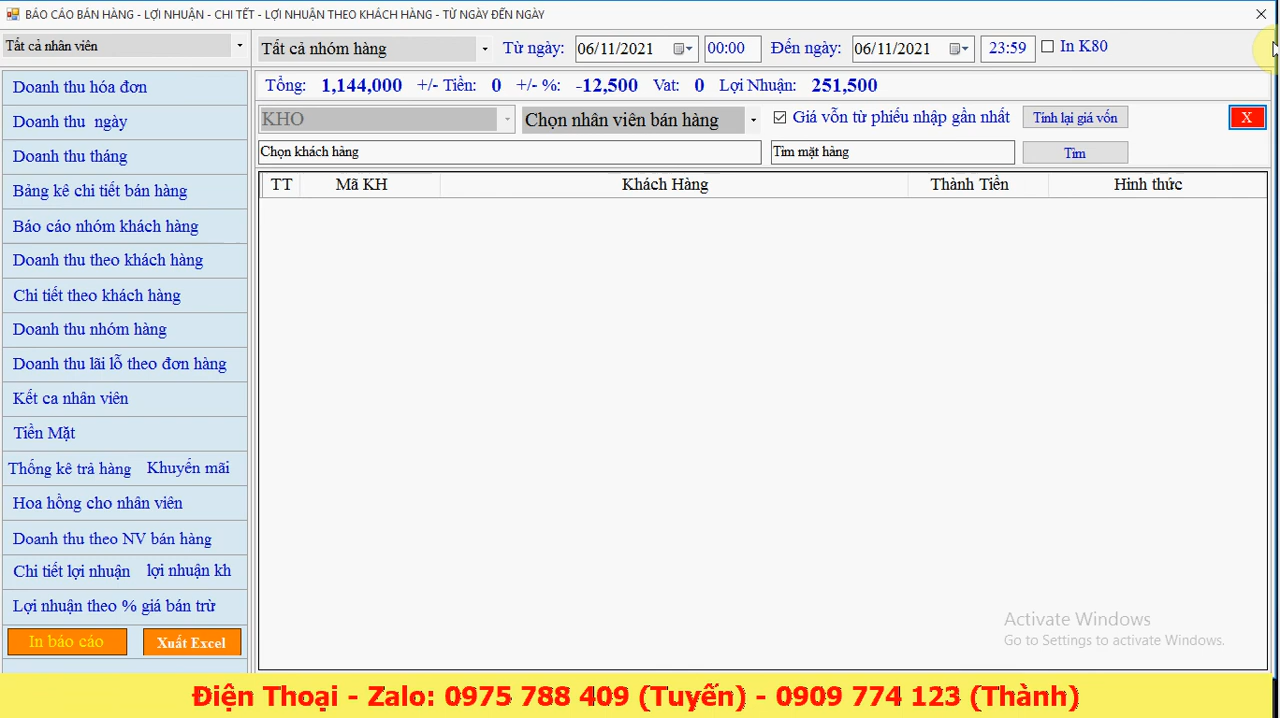 BÁO CÁO BÁN HÀNG - LỢI NHUẬN - CHI TẾT - LỢI NHUẬN THEO KHÁCH HÀNG - TỪ NGÀY ĐẾN NGÀY
Tất cả nhân viên
Tất cả nhóm hàng
Từ ngày: 06/11/2021 00:00 Đến ngày: 06/11/2021 23:59 In K80
Doanh thu hóa đơn
Doanh thu ngày
Doanh thu tháng
Bảng kê chi tiết bán hàng
Báo cáo nhóm khách hàng
Doanh thu theo khách hàng
Chi tiết theo khách hàng
Doanh thu nhóm hàng
Doanh thu lãi lỗ theo đơn hàng
Kết ca nhân viên
Tiền Mặt
Thống kê trả hàng Khuyến mãi
Hoa hồng cho nhân viên
Doanh thu theo NV bán hàng
Chi tiết lợi nhuận lợi nhuận kh
Lợi nhuận theo % giá bán trừ
In báo cáo Xuất Excel
Tổng: 1,144,000 +/- Tiền: 0 +/- %: -12,500 Vat: 0 Lợi Nhuận: 251,500
KHO Chọn nhân viên bán hàng Giá vốn từ phiếu nhập gần nhất Tính lại giá vốn X
Chọn khách hàng Tìm mặt hàng Tìm
TT Mã KH Khách Hàng Thành Tiền Hình thức
Activate Windows
Go to Settings to activate Windows.
Điện Thoại - Zalo: 0975 788 409 (Tuyến) - 0909 774 123 (Thành)